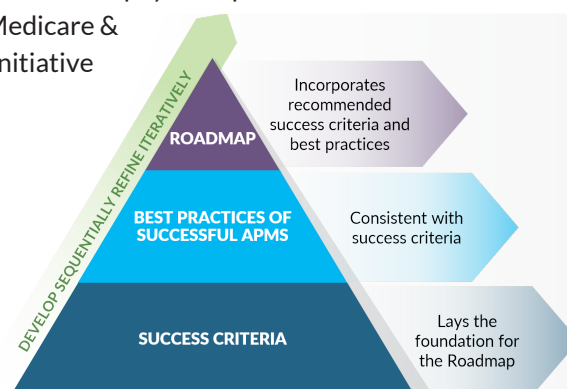 Medicare &
nitiative
DEVELOP SEQUENTIALLY REFINE ITERATIVELY
ROADMAP
Incorporates
recommended
success criteria and
best practices
BEST PRACTICES OF
SUCCESSFUL APMS
Consistent with
success criteria
SUCCESS CRITERIA
Lays the
foundation for
the Roadmap